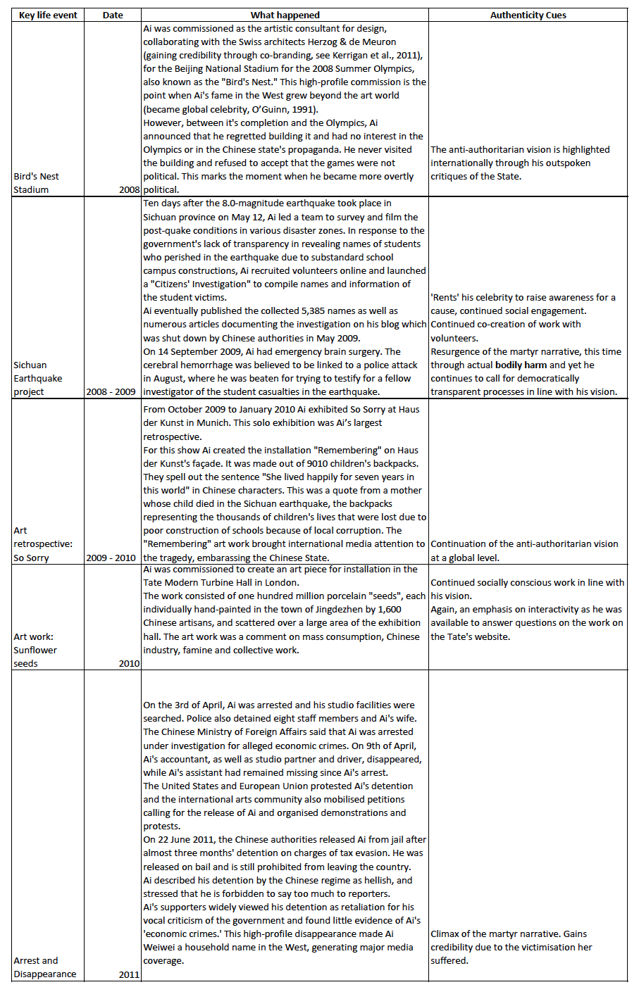 Key life event
Date
What happened
Authenticity Cues
Bird's Nest
Stadium
2008
Ai was commissioned as the artistic consultant for design,
collaborating with the Swiss architects Herzog & de Meuron
(gaining credibility through co-branding, see Kerrigan et al., 2011),
for the Beijing National Stadium for the 2008 Summer Olympics,
also known as the "Bird's Nest." This high-profile commission is the
point when Ai's fame in the West grew beyond the art world
(became global celebrity, O'Guinn, 1991).
However, between it's completion and the Olympics, Ai
announced that he regretted building it and had no interest in the
Olympics or in the Chinese state's propaganda. He never visited
the building and refused to accept that the games were not
political. This marks the moment when he became more overtly
political.
The anti-authoritarian vision is highlighted
internationally through his outspoken
critiques of the State.
Sichuan
Earthquake
project
2008 - 2009
Ten days after the 8.0-magnitude earthquake took place in
Sichuan province on May 12, Ai led a team to survey and film the
post-quake conditions in various disaster zones. In response to the
government's lack of transparency in revealing names of students
who perished in the earthquake due to substandard school
campus constructions, Ai recruited volunteers online and launched
a "Citizens' Investigation" to compile names and information of
the student victims.
Ai eventually published the collected 5,385 names as well as
numerous articles documenting the investigation on his blog which
was shut down by Chinese authorities in May 2009.
On 14 September 2009, Ai had emergency brain surgery. The
cerebral hemorrhage was believed to be linked to a police attack
in August, where he was beaten for trying to testify for a fellow
investigator of the student casualties in the earthquake.
'Rents' his celebrity to raise awareness for a
cause, continued social engagement.
Continued co-creation of work with
volunteers.
Resurgence of the martyr narrative, this time
through actual bodily harm and yet he
continues to call for democratically
transparent processes in line with his vision.
Art
retrospective:
So Sorry
2009 - 2010
From October 2009 to January 2010 Ai exhibited So Sorry at Haus
der Kunst in Munich. This solo exhibition was Ai's largest
retrospective.
For this show Ai created the installation "Remembering" on Haus
der Kunst's façade. It was made out of 9010 children's backpacks.
They spell out the sentence "She lived happily for seven years in
this world" in Chinese characters. This was a quote from a mother
whose child died in the Sichuan earthquake, the backpacks
representing the thousands of children's lives that were lost due to
poor construction of schools because of local corruption. The
"Remembering" art work brought international media attention to
the tragedy, embarassing the Chinese State.
Continuation of the anti-authoritarian vision
at a global level.
Art work:
Sunflower
seeds
2010
Ai was commissioned to create an art piece for installation in the
Tate Modern Turbine Hall in London.
The work consisted of one hundred million porcelain "seeds", each
individually hand-painted in the town of Jingdezhen by 1,600
Chinese artisans, and scattered over a large area of the exhibition
hall. The art work was a comment on mass consumption, Chinese
industry, famine and collective work.
Continued socially conscious work in line with
his vision.
Again, an emphasis on interactivity as he was
available to answer questions on the work on
the Tate's website.
Arrest and
Disappearance
2011
On the 3rd of April, Ai was arrested and his studio facilities were
searched. Police also detained eight staff members and Ai's wife.
The Chinese Ministry of Foreign Affairs said that Ai was arrested
under investigation for alleged economic crimes. On 9th of April,
Ai's accountant, as well as studio partner and driver, disappeared,
while Ai's assistant had remained missing since Ai's arrest.
The United States and European Union protested Ai's detention
and the international arts community also mobilised petitions
calling for the release of Ai and organised demonstrations and
protests.
On 22 June 2011, the Chinese authorities released Ai from jail after
almost three months' detention on charges of tax evasion. He was
released on bail and is still prohibited from leaving the country.
Ai described his detention by the Chinese regime as hellish, and
stressed that he is forbidden to say too much to reporters.
Ai's supporters widely viewed his detention as retaliation for his
vocal criticism of the government and found little evidence of Ai's
'economic crimes.' This high-profile disappearance made Ai
Weiwei a household name in the West, generating major media
coverage.
Climax of the martyr narrative. Gains
credibility due to the victimisation her
suffered.